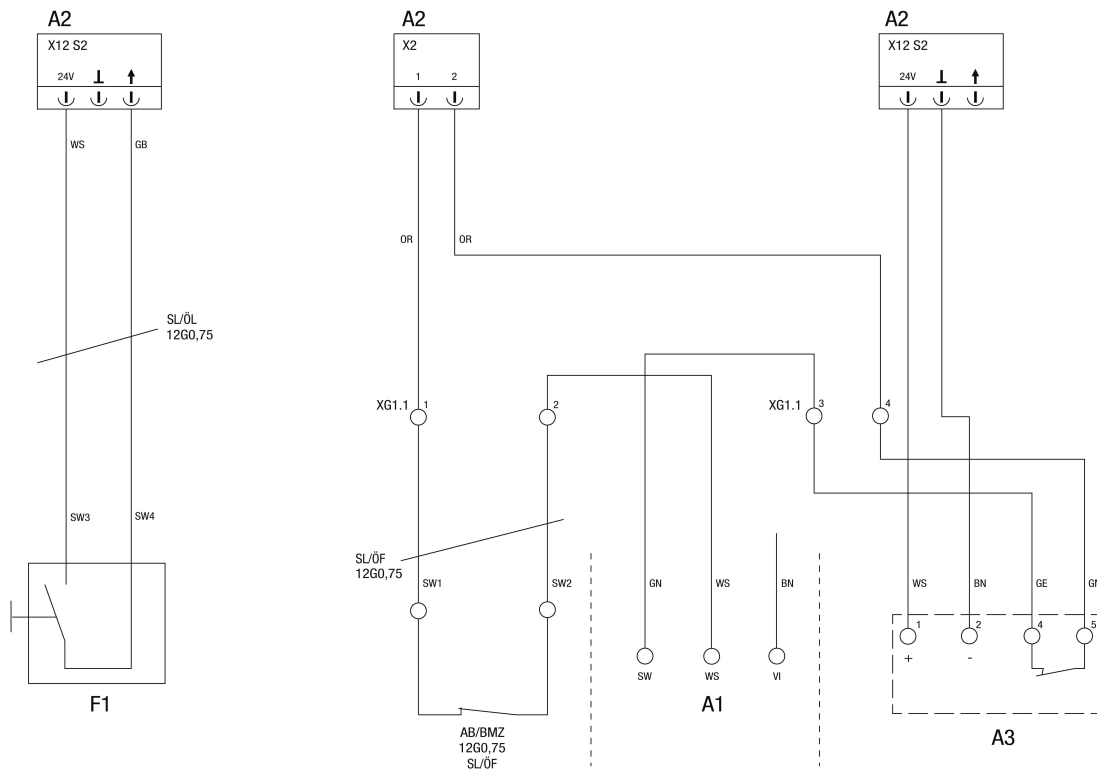 A2
X12 S2
24V
WS
GB
SL/ÖL
12G0,75
SW3
SW4
F1
A2
X2
1
2
OR
OR
XG1.1
1
2
SL/ÖF
12G0,75
SW1
SW2
AB/BMZ
12G0,75
SL/ÖF
XG1.1
3
4
GN
WS
BN
SW
WS
VI
A1
A2
X12 S2
24V
WS
BN
GE
1
2
4
5
+
-
A3